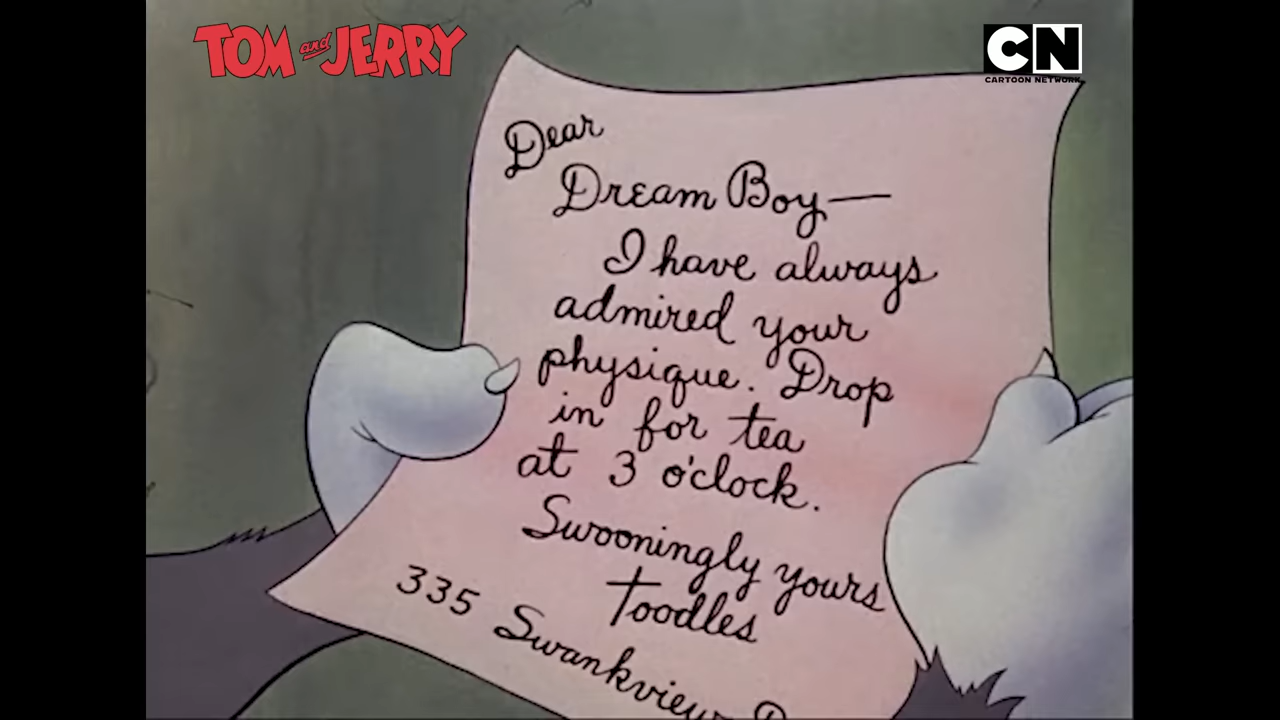 TOM and JERRY
CN
CARTOON NETWORK
Dear
Dream Boy—
I have always
admired your
physique. Drop
in for tea
at 3 o'clock.
Swooningly yours
Toodles
335 Swankview